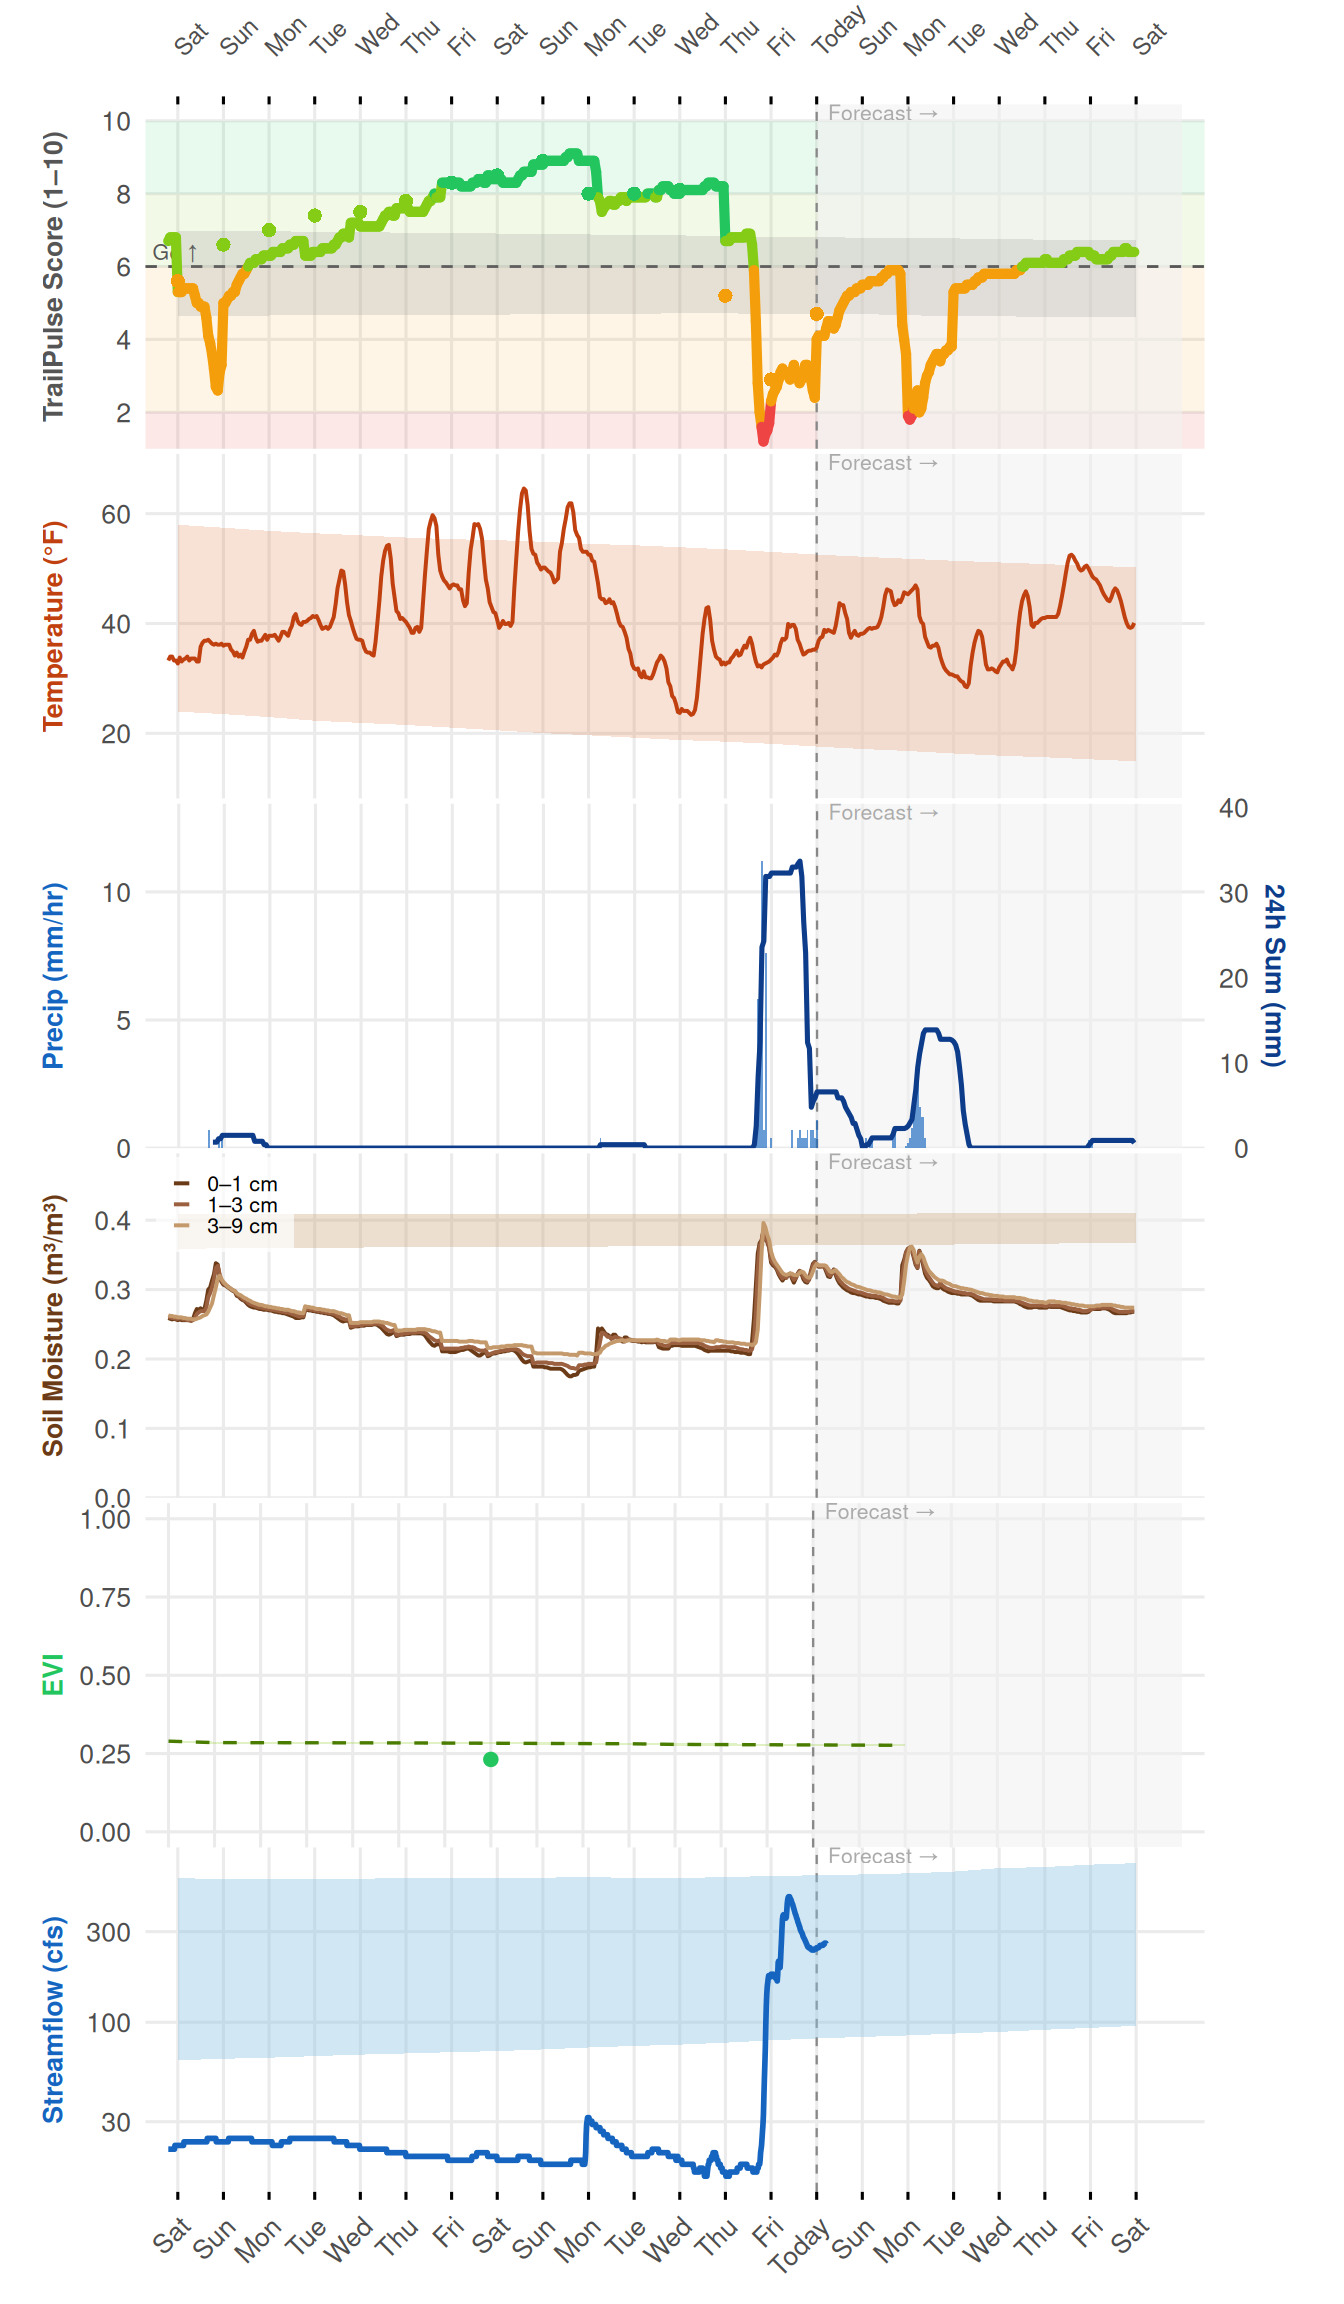 Sat Sun Mon Tue Wed Thu Fri Sat Sun Mon Tue Wed Thu Fri Today Sun Mon Tue Wed Thu Fri Sat
Forecast →
TrailPulse Score (1–10)
10
8
6
4
2
↑
Forecast →
Temperature (°F)
60
40
20
Forecast →
Precip (mm/hr)
10
5
0
24h Sum (mm)
40
30
20
10
0
Forecast →
Soil Moisture (m³/m³)
0–1 cm
1–3 cm
3–9 cm
0.4
0.3
0.2
0.1
0.0
Forecast →
EVI
1.00
0.75
0.50
0.25
0.00
Forecast →
Streamflow (cfs)
300
100
30
Sat Sun Mon Tue Wed Thu Fri Sat Sun Mon Tue Wed Thu Fri Today Sun Mon Tue Wed Thu Fri Sat